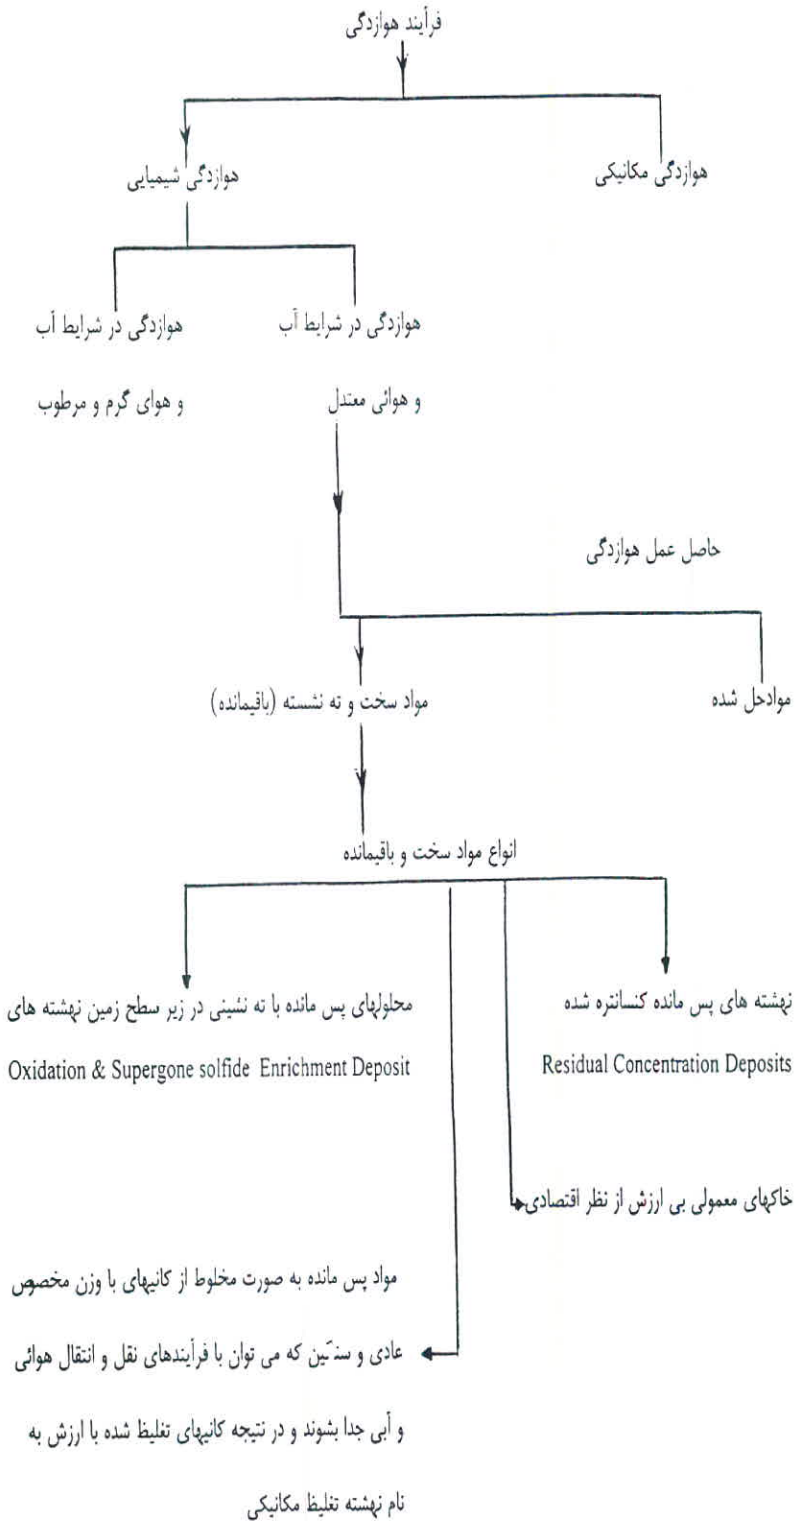 فرآیند هوازدگی
هوازدگی مکانیکی
هوازدگی شیمیایی
هوازدگی در شرایط آب
و هوائی معتدل
هوازدگی در شرایط آب
و هوای گرم و مرطوب
حاصل عمل هوازدگی
موادحل شده
مواد سخت و ته نشسته (باقیمانده)
انواع مواد سخت و باقیمانده
نهشته های پس مانده کنسانتره شده
Residual Concentration Deposits
محلولهای پس مانده با ته نشینی در زیر سطح زمین نهشته های
Oxidation & Supergone solfide Enrichment Deposit
خاکهای معمولی بی ارزش از نظر اقتصادی
مواد پس مانده به صورت مخلوط از کانیهای با وزن مخصوص
عادی و سنگین که می توان با فرآیندهای نقل و انتقال هوائی
و آبی جدا بشوند و در نتیجه کانیهای تغلیظ شده با ارزش به
نام نهشته تغلیظ مکانیکی